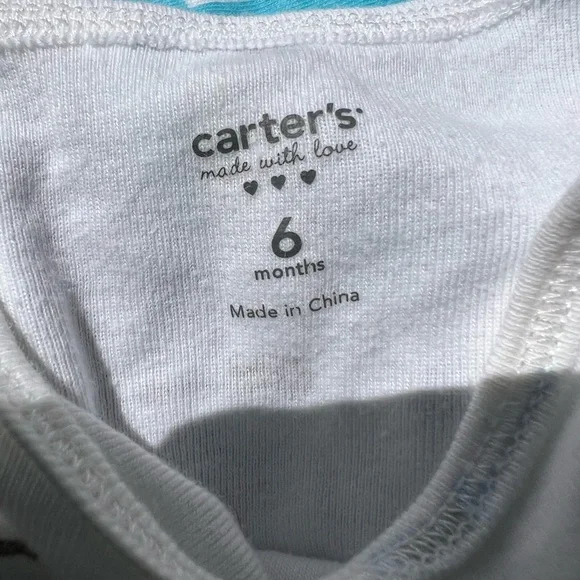 carter's
made with love
6
months
Made in China